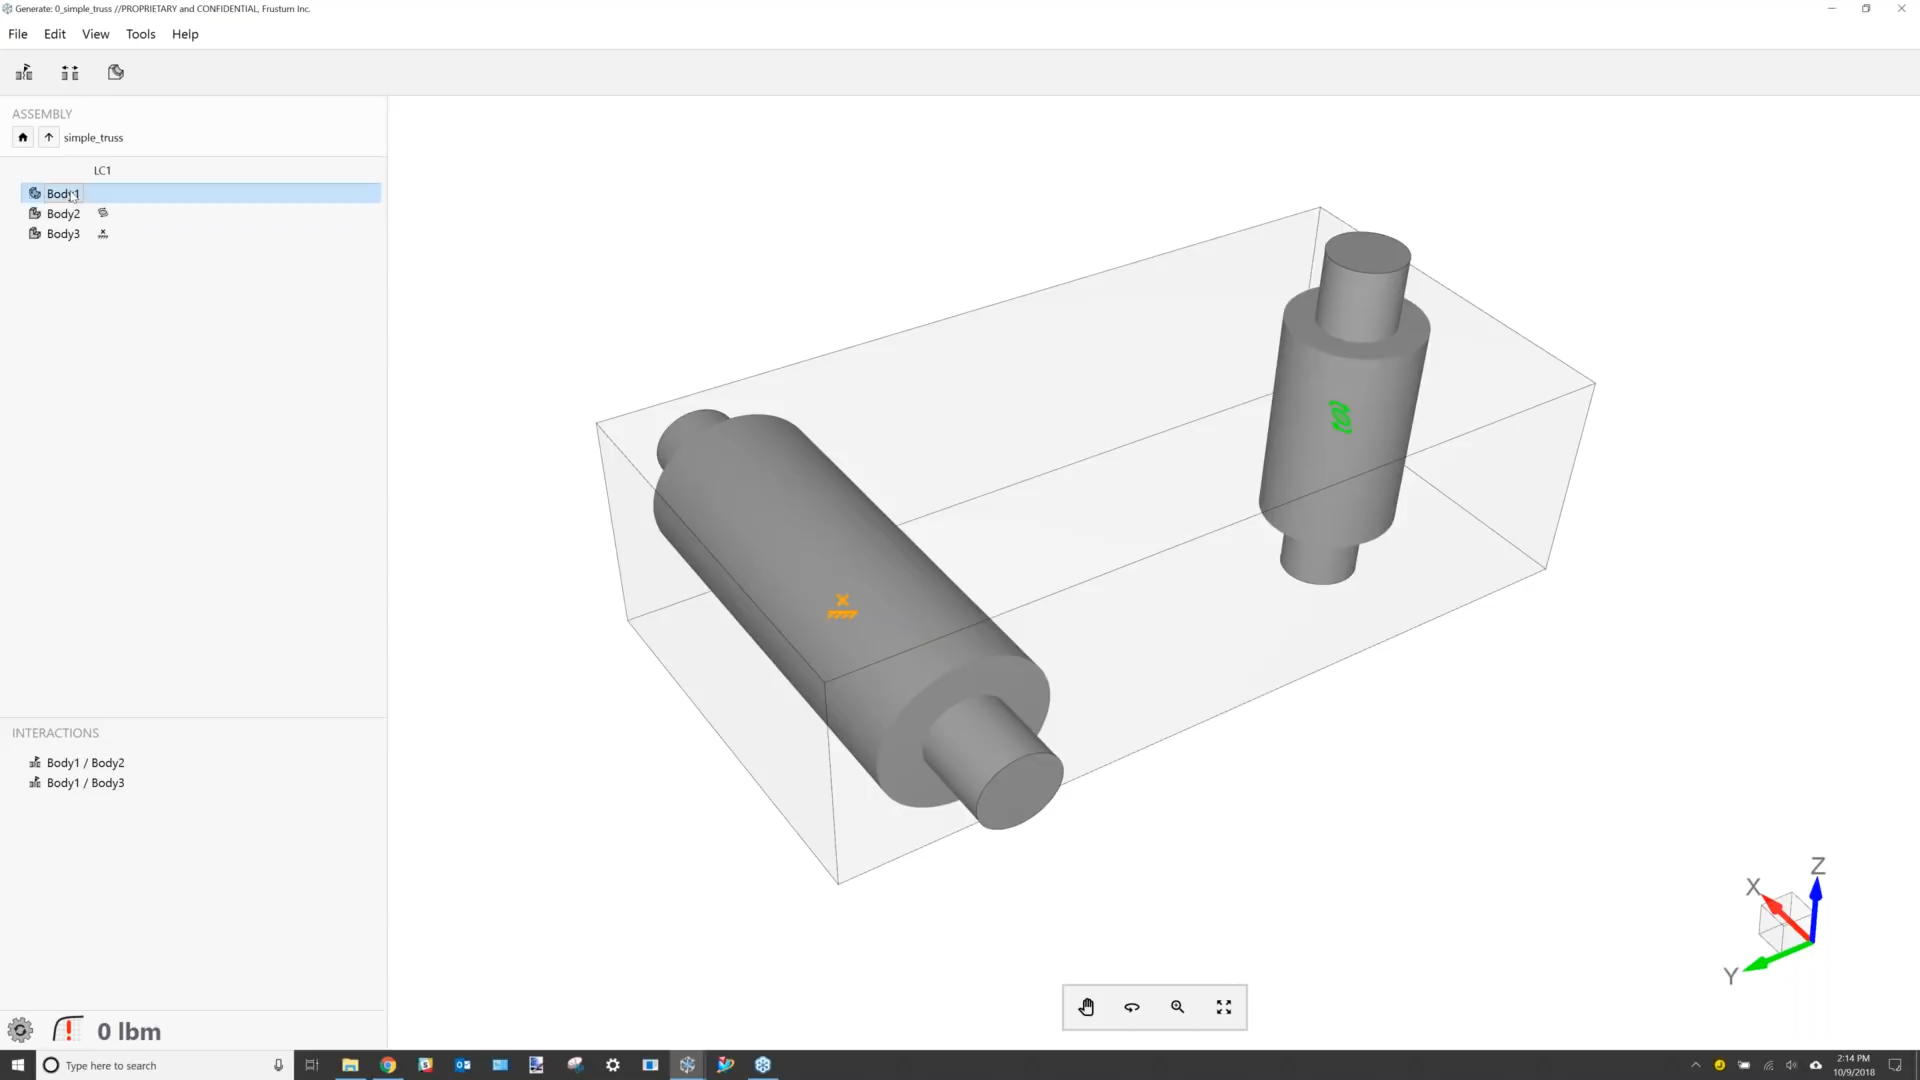 Generate: 0_simple_truss //PROPRIETARY and CONFIDENTIAL, Frustum Inc.
File Edit View Tools Help
ASSEMBLY
simple_truss
LC1
Body1
Body2
Body3
INTERACTIONS
Body1 / Body2
Body1 / Body3
0 lbm
X
Z
Y
Type here to search
2:14 PM
10/9/2018